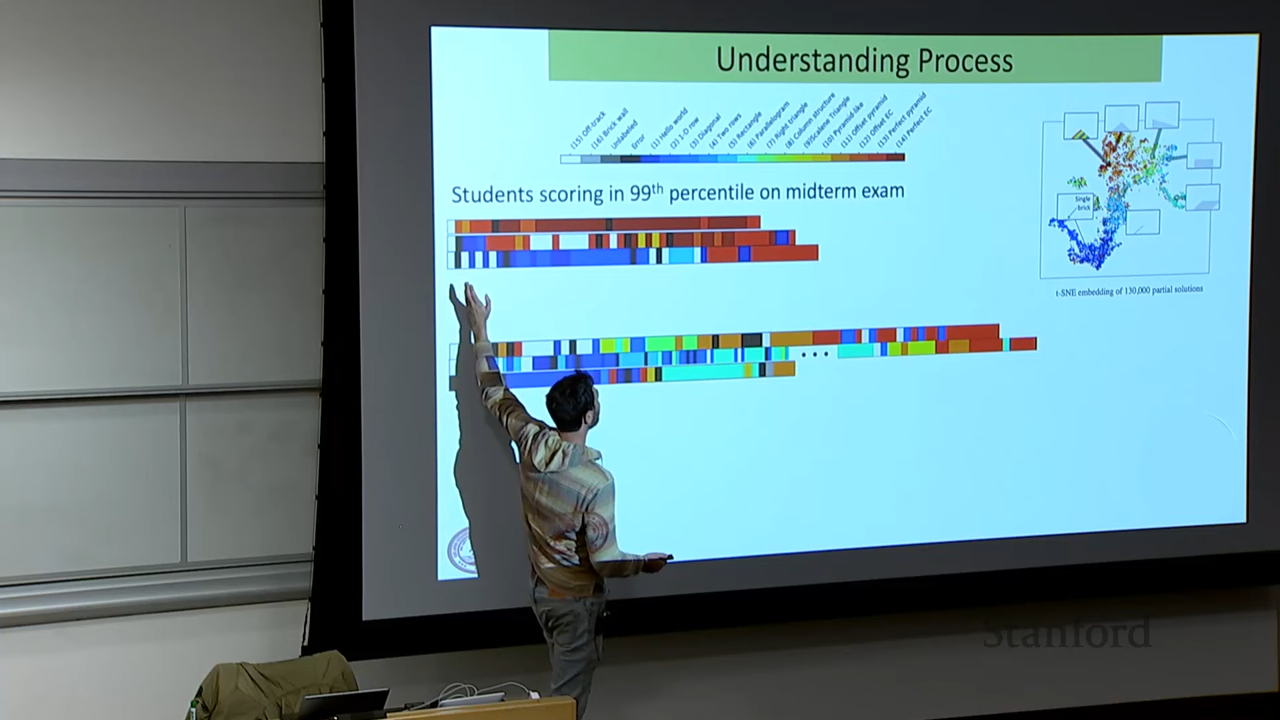 Understanding Process
(15) Off-track
(16) Brick wall
Unlabeled
Error
(1) Hello world
(2) 1-D row
(3) Diagonal
(4) Two rows
(5) Rectangle
(6) Parallelogram
(7) Right triangle
(8) Column structure
(9)Scalene Triangle
(10) Pyramid-like
(11) Offset pyramid
(12) Offset EC
(13) Perfect pyramid
(14) Perfect EC
Students scoring in 99th percentile on midterm exam
Single
brick
t-SNE embedding of 130,000 partial solutions
Stanford